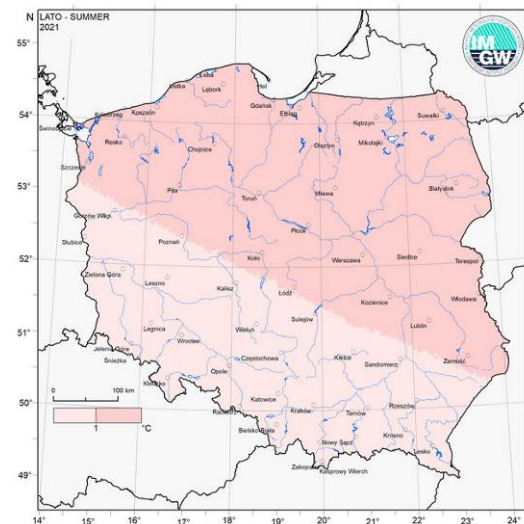 N
LATO - SUMMER
2021
IM
GW
55°
54°
53°
52°
51°
50°
49°
Łeba
Ustka
Lębork
Hel
Kołobrzeg
Koszalin
Gdańsk
Elbląg
Kętrzyn
Suwałki
Świnoujście
Resko
Chojnice
Olsztyn
Mikołajki
Szczecin
Piła
Toruń
Mława
Białystok
Gorzów Wlkp.
Płock
Słubice
Poznań
Koło
Warszawa
Siedlce
Terespol
Zielona Góra
Leszno
Kalisz
Łódź
Kozienice
Włodawa
Legnica
Wieluń
Sulejów
Lublin
Jelenia Góra
Wrocław
Śnieżka
Częstochowa
Kielce
Sandomierz
Zamość
Kłodzko
Opole
Racibórz
Katowice
Kraków
Tarnów
Rzeszów
Bielsko-Biała
Nowy Sącz
Krosno
Lesko
Zakopane
Kasprowy Wierch
0 100 km
1 °C
14° 15° 16° 17° 18° 19° 20° 21° 22° 23° 24°